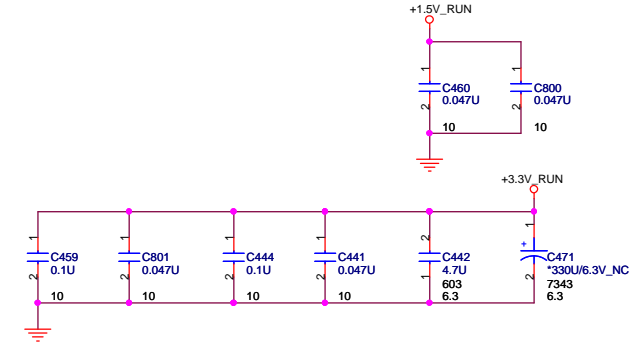 +1.5V_RUN
1
1
C460
0.047U
C800
0.047U
2
2
10
10
+3.3V_RUN
1
1
1
1
2
1
+
C459
0.1U
C801
0.047U
C444
0.1U
C441
0.047U
C442
4.7U
C471
*330U/6.3V_NC
2
2
2
2
1
2
603
7343
10
10
10
10
6.3
6.3